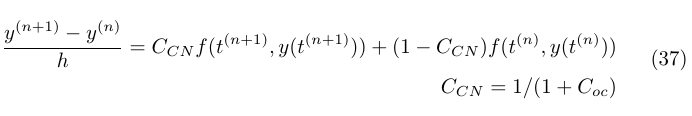 \frac{y^{(n+1)} - y^{(n)}}{h} = C_{CN} f(t^{(n+1)}, y(t^{(n+1)})) + (1 - C_{CN}) f(t^{(n)}, y(t^{(n)})) (37)
C_{CN} = 1/(1 + C_{oc})